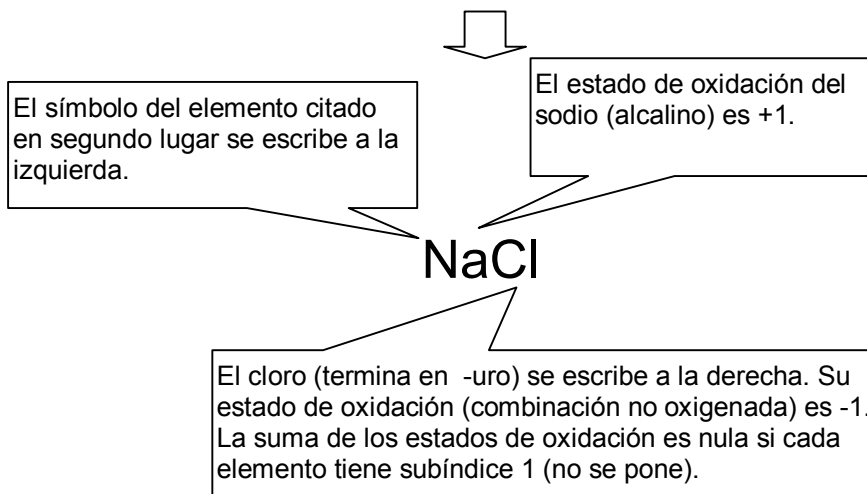 El símbolo del elemento citado
en segundo lugar se escribe a la
izquierda.
El estado de oxidación del
sodio (alcalino) es +1.
NaCl
El cloro (termina en -uro) se escribe a la derecha. Su
estado de oxidación (combinación no oxigenada) es -1.
La suma de los estados de oxidación es nula si cada
elemento tiene subíndice 1 (no se pone).